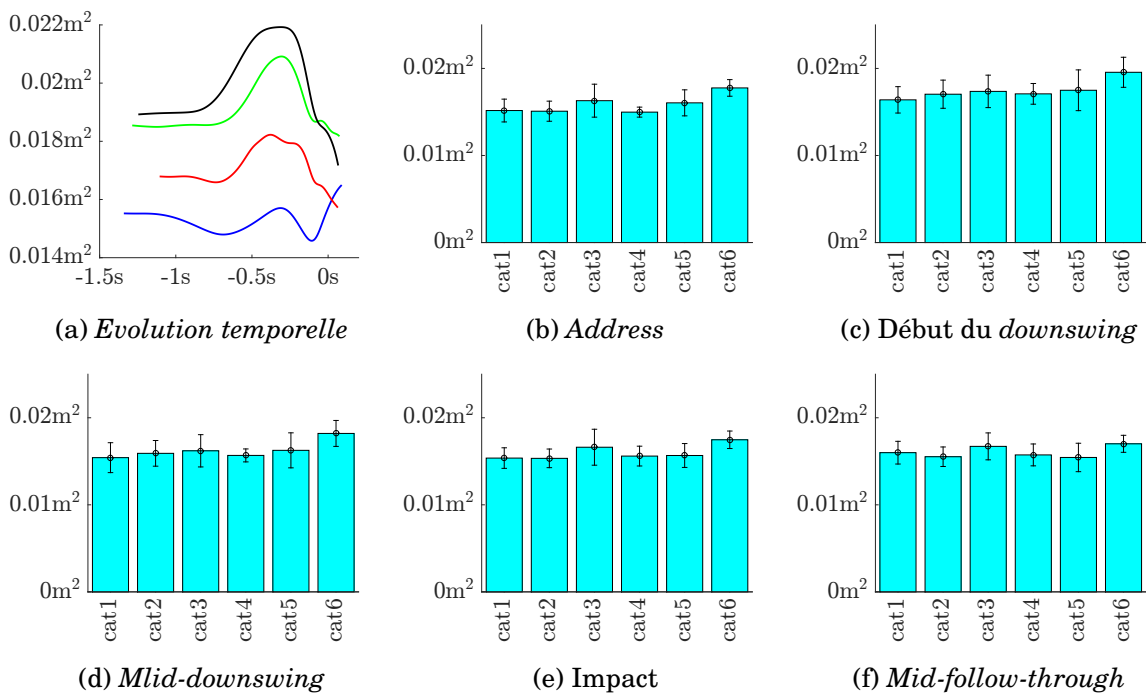 0.022m²
0.02m²
0.018m²
0.016m²
0.014m²
-1.5s -1s -0.5s 0s
(a) Evolution temporelle
0.02m²
0.01m²
0m²
cat1 cat2 cat3 cat4 cat5 cat6
(b) Address
0.02m²
0.01m²
0m²
cat1 cat2 cat3 cat4 cat5 cat6
(c) Début du downswing
0.02m²
0.01m²
0m²
cat1 cat2 cat3 cat4 cat5 cat6
(d) Mlid-downswing
0.02m²
0.01m²
0m²
cat1 cat2 cat3 cat4 cat5 cat6
(e) Impact
0.02m²
0.01m²
0m²
cat1 cat2 cat3 cat4 cat5 cat6
(f) Mid-follow-through